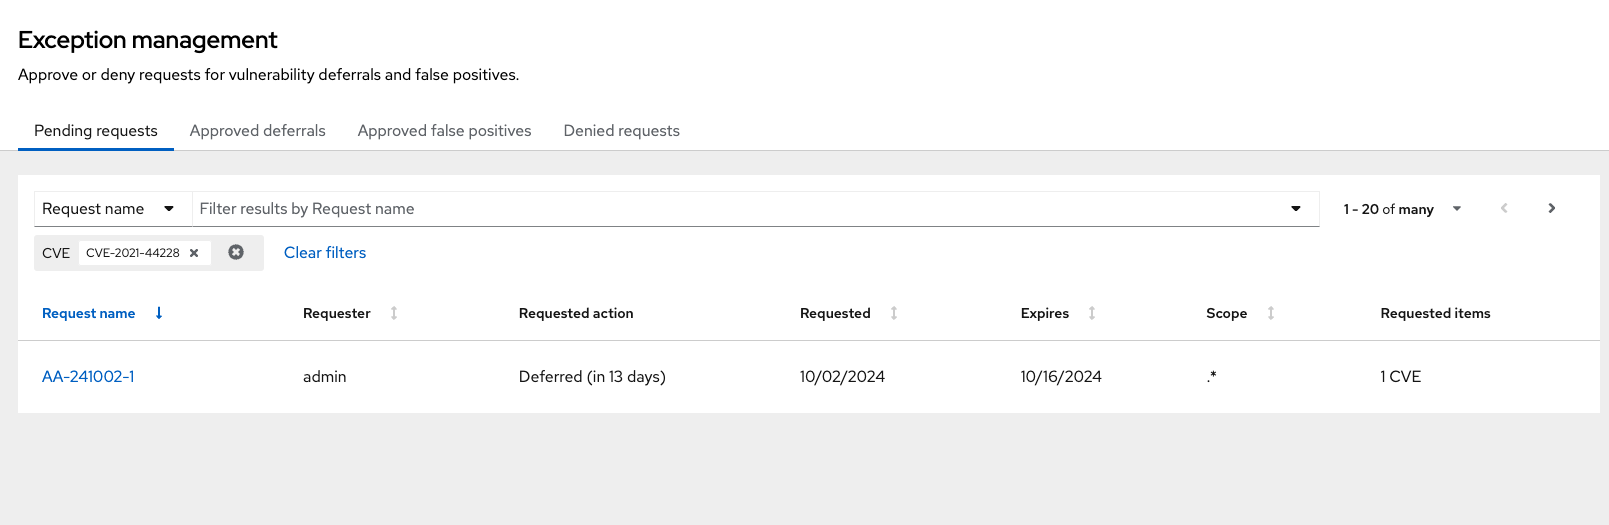 Exception management
Approve or deny requests for vulnerability deferrals and false positives.
Pending requests Approved deferrals Approved false positives Denied requests
Request name Filter results by Request name 1 - 20 of many
CVE CVE-2021-44228 Clear filters
Request name Requester Requested action Requested Expires Scope Requested items
AA-241002-1 admin Deferred (in 13 days) 10/02/2024 10/16/2024 .* 1 CVE